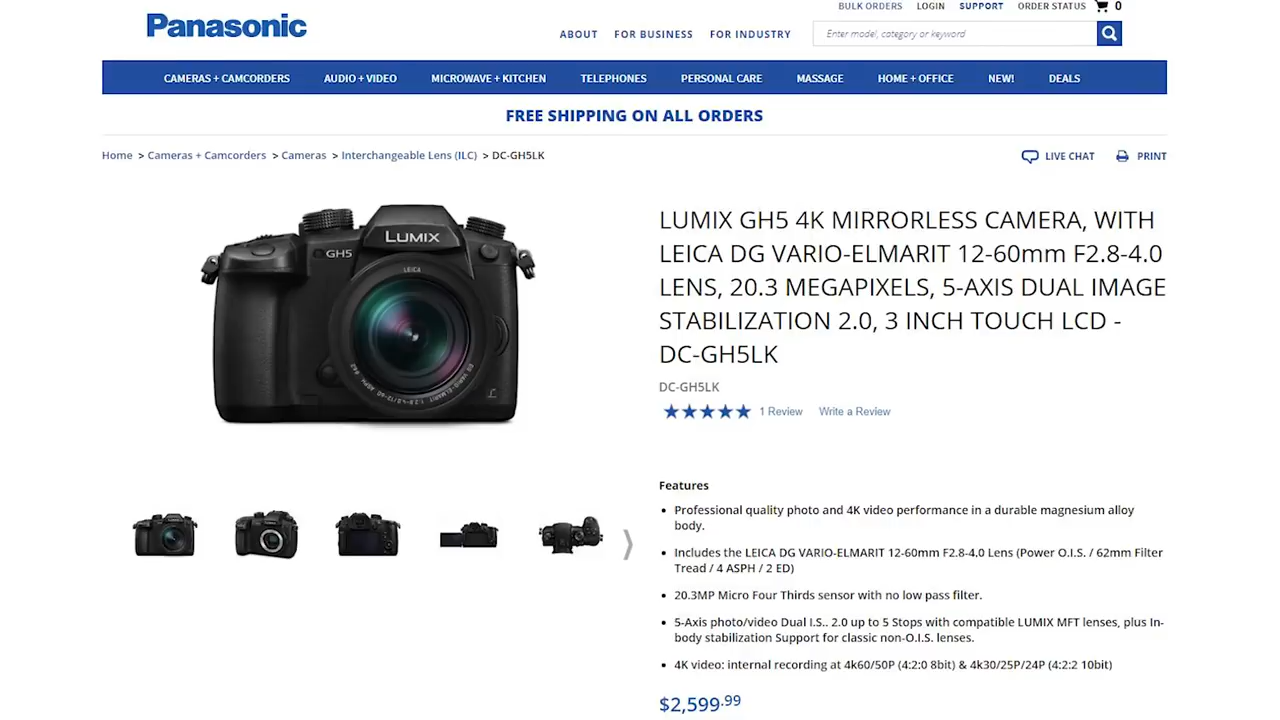 BULK ORDERS LOGIN SUPPORT ORDER STATUS 0
Panasonic
ABOUT FOR BUSINESS FOR INDUSTRY
Enter model, category or keyword
CAMERAS + CAMCORDERS AUDIO + VIDEO MICROWAVE + KITCHEN TELEPHONES PERSONAL CARE MASSAGE HOME + OFFICE NEW! DEALS
FREE SHIPPING ON ALL ORDERS
Home > Cameras + Camcorders > Cameras > Interchangeable Lens (ILC) > DC-GH5LK
LIVE CHAT PRINT
LUMIX
GH5
LEICA
LUMIX GH5 4K MIRRORLESS CAMERA, WITH
LEICA DG VARIO-ELMARIT 12-60mm F2.8-4.0
LENS, 20.3 MEGAPIXELS, 5-AXIS DUAL IMAGE
STABILIZATION 2.0, 3 INCH TOUCH LCD -
DC-GH5LK
DC-GH5LK
1 Review Write a Review
Features
• Professional quality photo and 4K video performance in a durable magnesium alloy
body.
• Includes the LEICA DG VARIO-ELMARIT 12-60mm F2.8-4.0 Lens (Power O.I.S. / 62mm Filter
Tread / 4 ASPH / 2 ED)
• 20.3MP Micro Four Thirds sensor with no low pass filter.
• 5-Axis photo/video Dual I.S.. 2.0 up to 5 Stops with compatible LUMIX MFT lenses, plus In-
body stabilization Support for classic non-O.I.S. lenses.
• 4K video: internal recording at 4k60/50P (4:2:0 8bit) & 4k30/25P/24P (4:2:2 10bit)
$2,599.99